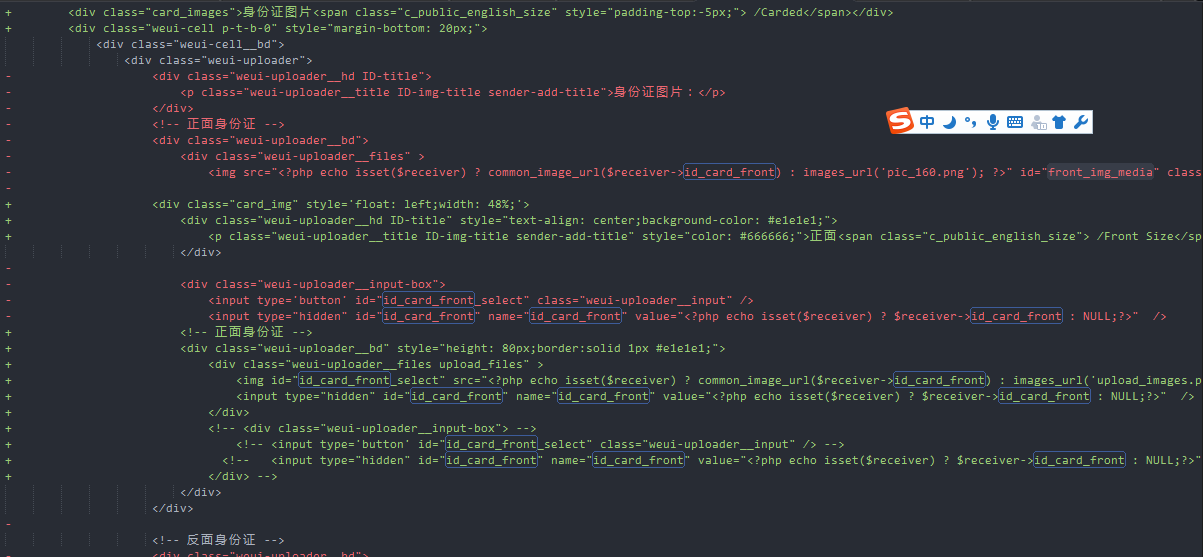 + <div class="card_images">身份证图片<span class="c_public_english_size" style="padding-top:-5px;"> /Carded</span></div>
+ <div class="weui-cell p-t-b-0" style="margin-bottom: 20px;">
<div class="weui-cell__bd">
<div class="weui-uploader">
- <div class="weui-uploader__hd ID-title">
- <p class="weui-uploader__title ID-img-title sender-add-title">身份证图片：</p>
- </div>
- <!-- 正面身份证 -->
- <div class="weui-uploader__bd">
- <div class="weui-uploader__files" >
- <img src="<?php echo isset($receiver) ? common_image_url($receiver->id_card_front) : images_url('pic_160.png'); ?>" id="front_img_media" class
-
+ <div class="card_img" style='float: left;width: 48%;'>
+ <div class="weui-uploader__hd ID-title" style="text-align: center;background-color: #e1e1e1;">
+ <p class="weui-uploader__title ID-img-title sender-add-title" style="color: #666666;">正面<span class="c_public_english_size"> /Front Size</sp
</div>
-
- <div class="weui-uploader__input-box">
- <input type='button' id="id_card_front_select" class="weui-uploader__input" />
- <input type="hidden" id="id_card_front" name="id_card_front" value="<?php echo isset($receiver) ? $receiver->id_card_front : NULL;?>" />
+ <!-- 正面身份证 -->
+ <div class="weui-uploader__bd" style="height: 80px;border:solid 1px #e1e1e1;">
+ <div class="weui-uploader__files upload_files" >
+ <img id="id_card_front_select" src="<?php echo isset($receiver) ? common_image_url($receiver->id_card_front) : images_url('upload_images.p
+ <input type="hidden" id="id_card_front" name="id_card_front" value="<?php echo isset($receiver) ? $receiver->id_card_front : NULL;?>" />
+ </div>
+ <!-- <div class="weui-uploader__input-box"> -->
+ <!-- <input type='button' id="id_card_front_select" class="weui-uploader__input" /> -->
+ <!-- <input type="hidden" id="id_card_front" name="id_card_front" value="<?php echo isset($receiver) ? $receiver->id_card_front : NULL;?>"
+ </div> -->
</div>
</div>
-
<!-- 反面身份证 -->
- <div class="weui-uploader__bd">
S 中